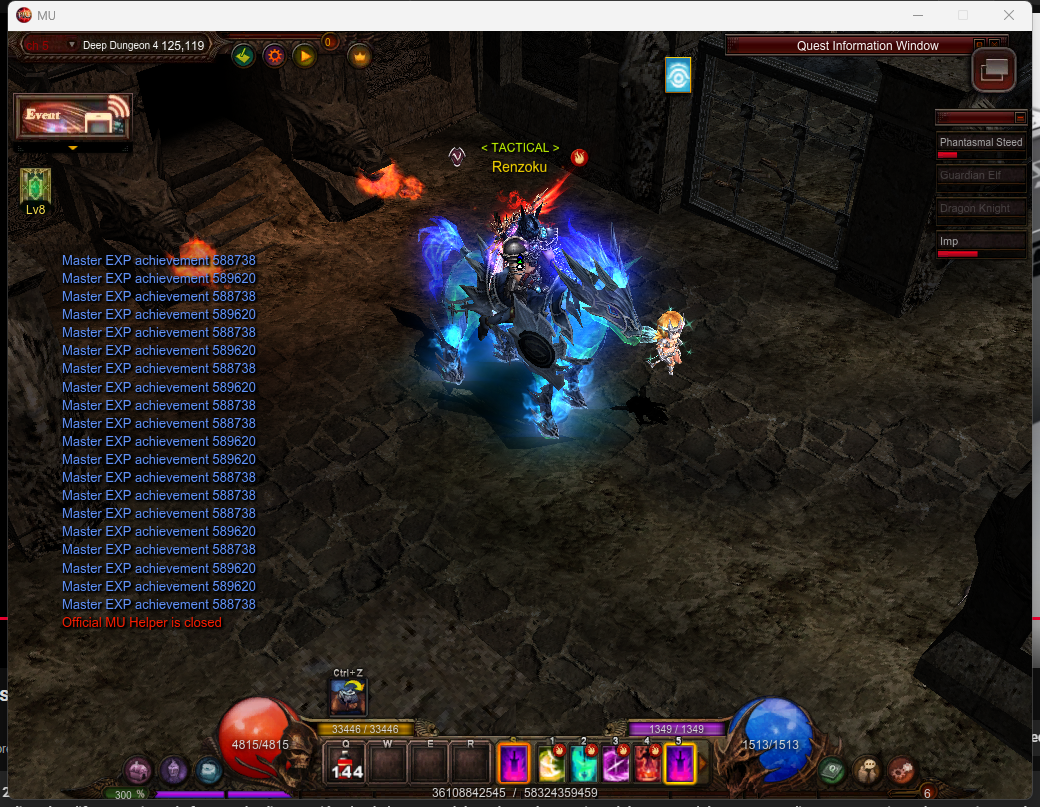 MU
Ch 5
Deep Dungeon 4 125,119
0
Quest Information Window
Event
Lv8
< TACTICAL >
Renzoku
Phantasmal Steed
Guardian Elf
Dragon Knight
Imp
Master EXP achievement 588738
Master EXP achievement 589620
Master EXP achievement 588738
Master EXP achievement 589620
Master EXP achievement 588738
Master EXP achievement 589620
Master EXP achievement 588738
Master EXP achievement 589620
Master EXP achievement 588738
Master EXP achievement 588738
Master EXP achievement 589620
Master EXP achievement 589620
Master EXP achievement 588738
Master EXP achievement 588738
Master EXP achievement 588738
Master EXP achievement 589620
Master EXP achievement 588738
Master EXP achievement 589620
Master EXP achievement 589620
Master EXP achievement 588738
Official MU Helper is closed
Ctrl+Z
33446 / 33446
1349 / 1349
4815/4815
Q W E R
1 2 3 4 5
144
1513/1513
300 %
36108842545 / 58324359459
6